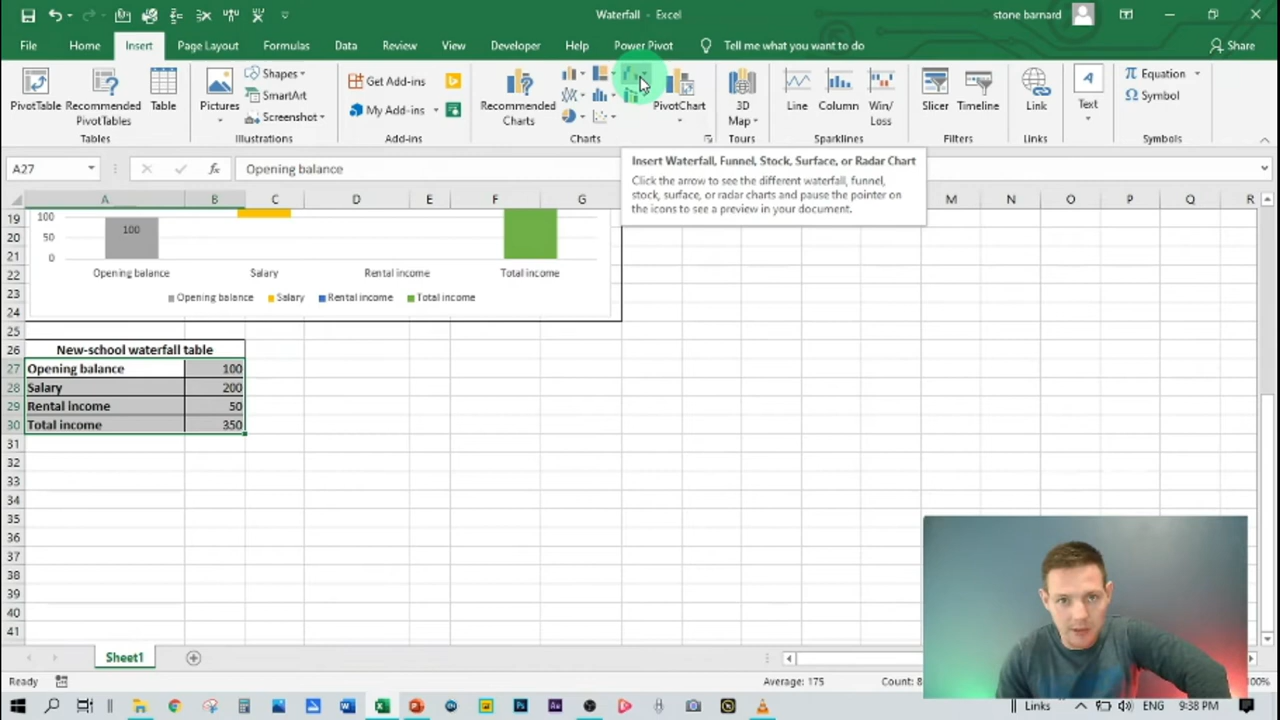 Waterfall - Excel
stone barnard
File Home Insert Page Layout Formulas Data Review View Developer Help Power Pivot Tell me what you want to do Share
PivotTable
Recommended PivotTables
Table
Tables
Pictures
Shapes
SmartArt
Screenshot
Illustrations
Get Add-ins
My Add-ins
Add-ins
Recommended Charts
PivotChart
Charts
3D Map
Tours
Line
Column
Win/
Loss
Sparklines
Slicer
Timeline
Filters
Link
Links
Text
Equation
Symbol
Symbols
A27
fx
Opening balance
Insert Waterfall, Funnel, Stock, Surface, or Radar Chart
Click the arrow to see the different waterfall, funnel,
stock, surface, or radar charts and pause the pointer on
the icons to see a preview in your document.
A B C D E F G M N O P Q R
19 100
20 50 100
21 0
22 Opening balance Salary Rental income Total income
23 Opening balance Salary Rental income Total income
24
25
26 New-school waterfall table
27 Opening balance 100
28 Salary 200
29 Rental income 50
30 Total income 350
31
32
33
34
35
36
37
38
39
40
41
Sheet1
Ready
Average: 175
Count: 8
Links
ENG
9:38 PM